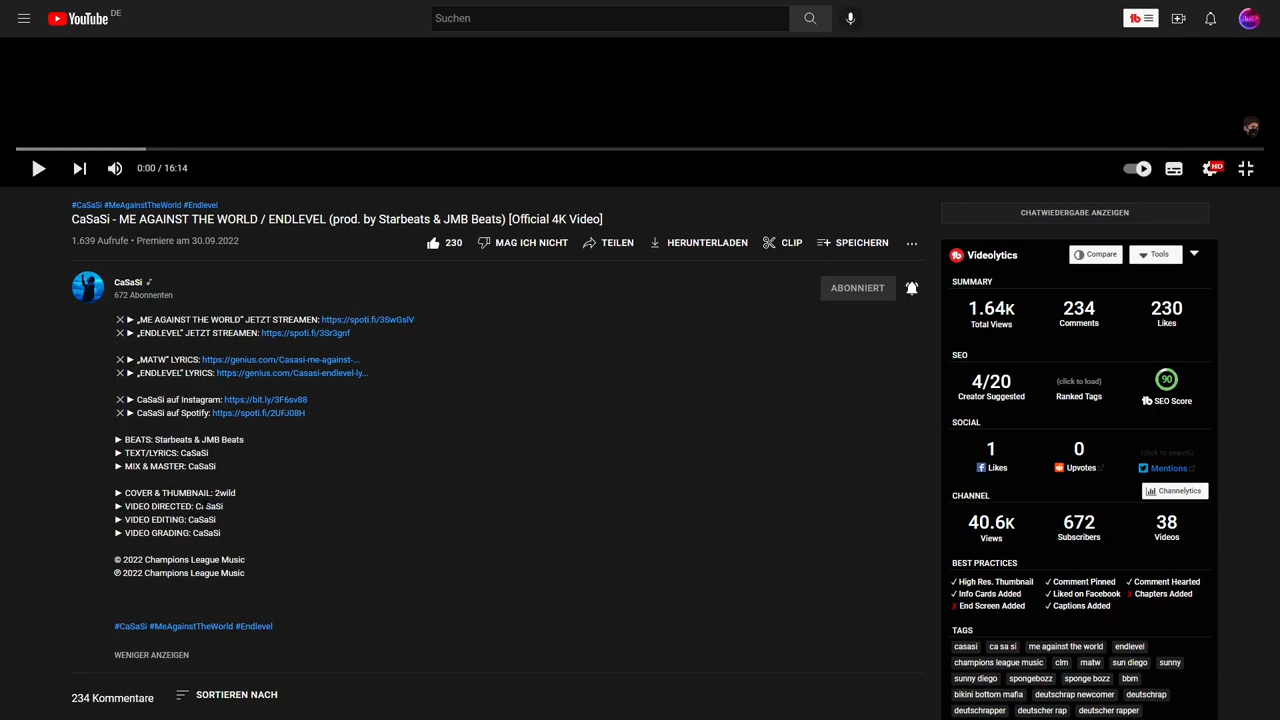 YouTube DE
Suchen
0:00 / 16:14
HD
#CaSaSi #MeAgainstTheWorld #Endlevel
CaSaSi - ME AGAINST THE WORLD / ENDLEVEL (prod. by Starbeats & JMB Beats) [Official 4K Video]
1.639 Aufrufe • Premiere am 30.09.2022
230 MAG ICH NICHT TEILEN HERUNTERLADEN CLIP SPEICHERN ...
CaSaSi
672 Abonnenten
ABONNIERT
╳ ► „ME AGAINST THE WORLD” JETZT STREAMEN: https://spoti.fi/3SwGslV
╳ ► „ENDLEVEL” JETZT STREAMEN: https://spoti.fi/3Sr3gnf
╳ ► „MATW” LYRICS: https://genius.com/Casasi-me-against-...
╳ ► „ENDLEVEL” LYRICS: https://genius.com/Casasi-endlevel-ly...
╳ ► CaSaSi auf Instagram: https://bit.ly/3F6sv88
╳ ► CaSaSi auf Spotify: https://spoti.fi/2UFJ08H
► BEATS: Starbeats & JMB Beats
► TEXT/LYRICS: CaSaSi
► MIX & MASTER: CaSaSi
► COVER & THUMBNAIL: 2wild
► VIDEO DIRECTED: CaSaSi
► VIDEO EDITING: CaSaSi
► VIDEO GRADING: CaSaSi
© 2022 Champions League Music
℗ 2022 Champions League Music
#CaSaSi #MeAgainstTheWorld #Endlevel
WENIGER ANZEIGEN
234 Kommentare SORTIEREN NACH
CHATWIEDERGABE ANZEIGEN
Videolytics Compare Tools
SUMMARY
1.64K 234 230
Total Views Comments Likes
SEO
4/20 (click to load) 90
Creator Suggested Ranked Tags SEO Score
SOCIAL
1 0 (click to search)
Likes Upvotes Mentions
CHANNEL Channelytics
40.6K 672 38
Views Subscribers Videos
BEST PRACTICES
✓ High Res. Thumbnail ✓ Comment Pinned ✓ Comment Hearted
✓ Info Cards Added ✓ Liked on Facebook ✗ Chapters Added
✗ End Screen Added ✓ Captions Added
TAGS
casasi ca sa si me against the world endlevel
champions league music clm matw sun diego sunny
sunny diego spongebozz sponge bozz bbm
bikini bottom mafia deutschrap newcomer deutschrap
deutschrapper deutscher rap deutscher rapper